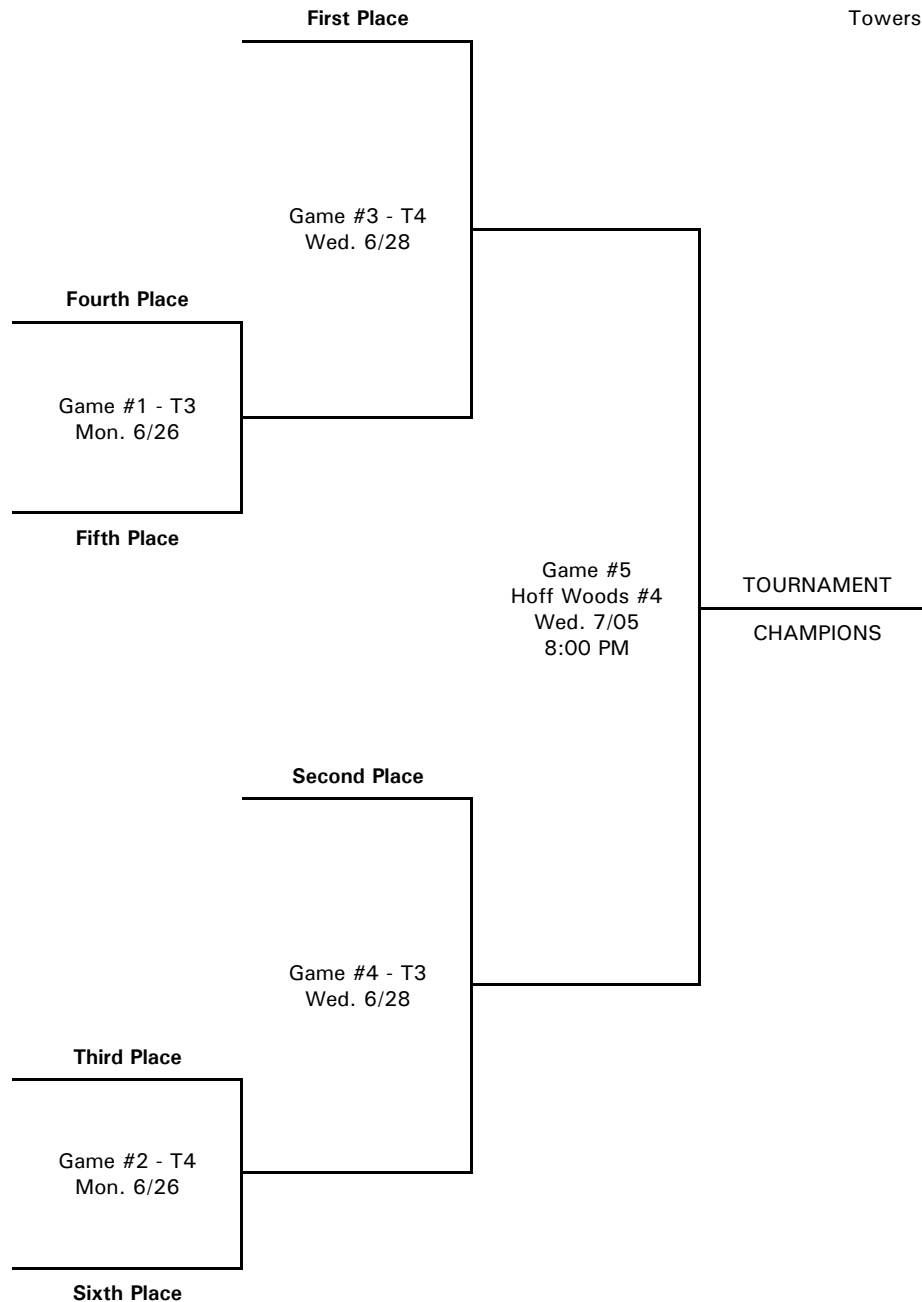 First Place
Towers
Game #3 - T4
Wed. 6/28
Fourth Place
Game #1 - T3
Mon. 6/26
Fifth Place
Game #5
Hoff Woods #4
Wed. 7/05
8:00 PM
TOURNAMENT
CHAMPIONS
Second Place
Game #4 - T3
Wed. 6/28
Third Place
Game #2 - T4
Mon. 6/26
Sixth Place